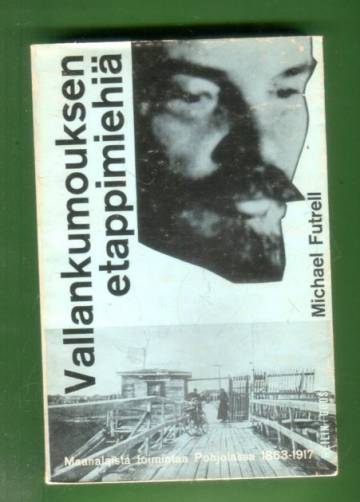 Vallankumouksen
etappimiehiä
Michael Futrell
Maanalaista toimintaa Pohjolassa 1863-1917